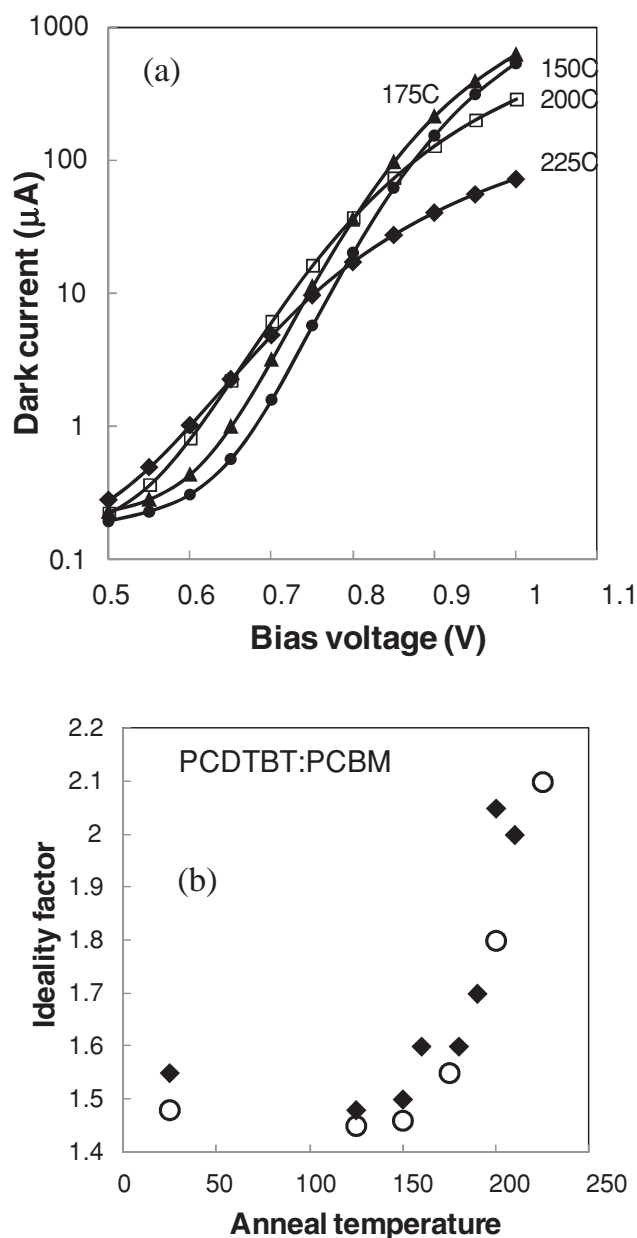 1000
(a)
175C
150C
200C
100
225C
10
1
0.1
Dark current (µA)
0.5 0.6 0.7 0.8 0.9 1 1.1
Bias voltage (V)
2.2
PCDTBT:PCBM
2.1
2
(b)
1.9
1.8
1.7
1.6
1.5
1.4
Ideality factor
0 50 100 150 200 250
Anneal temperature